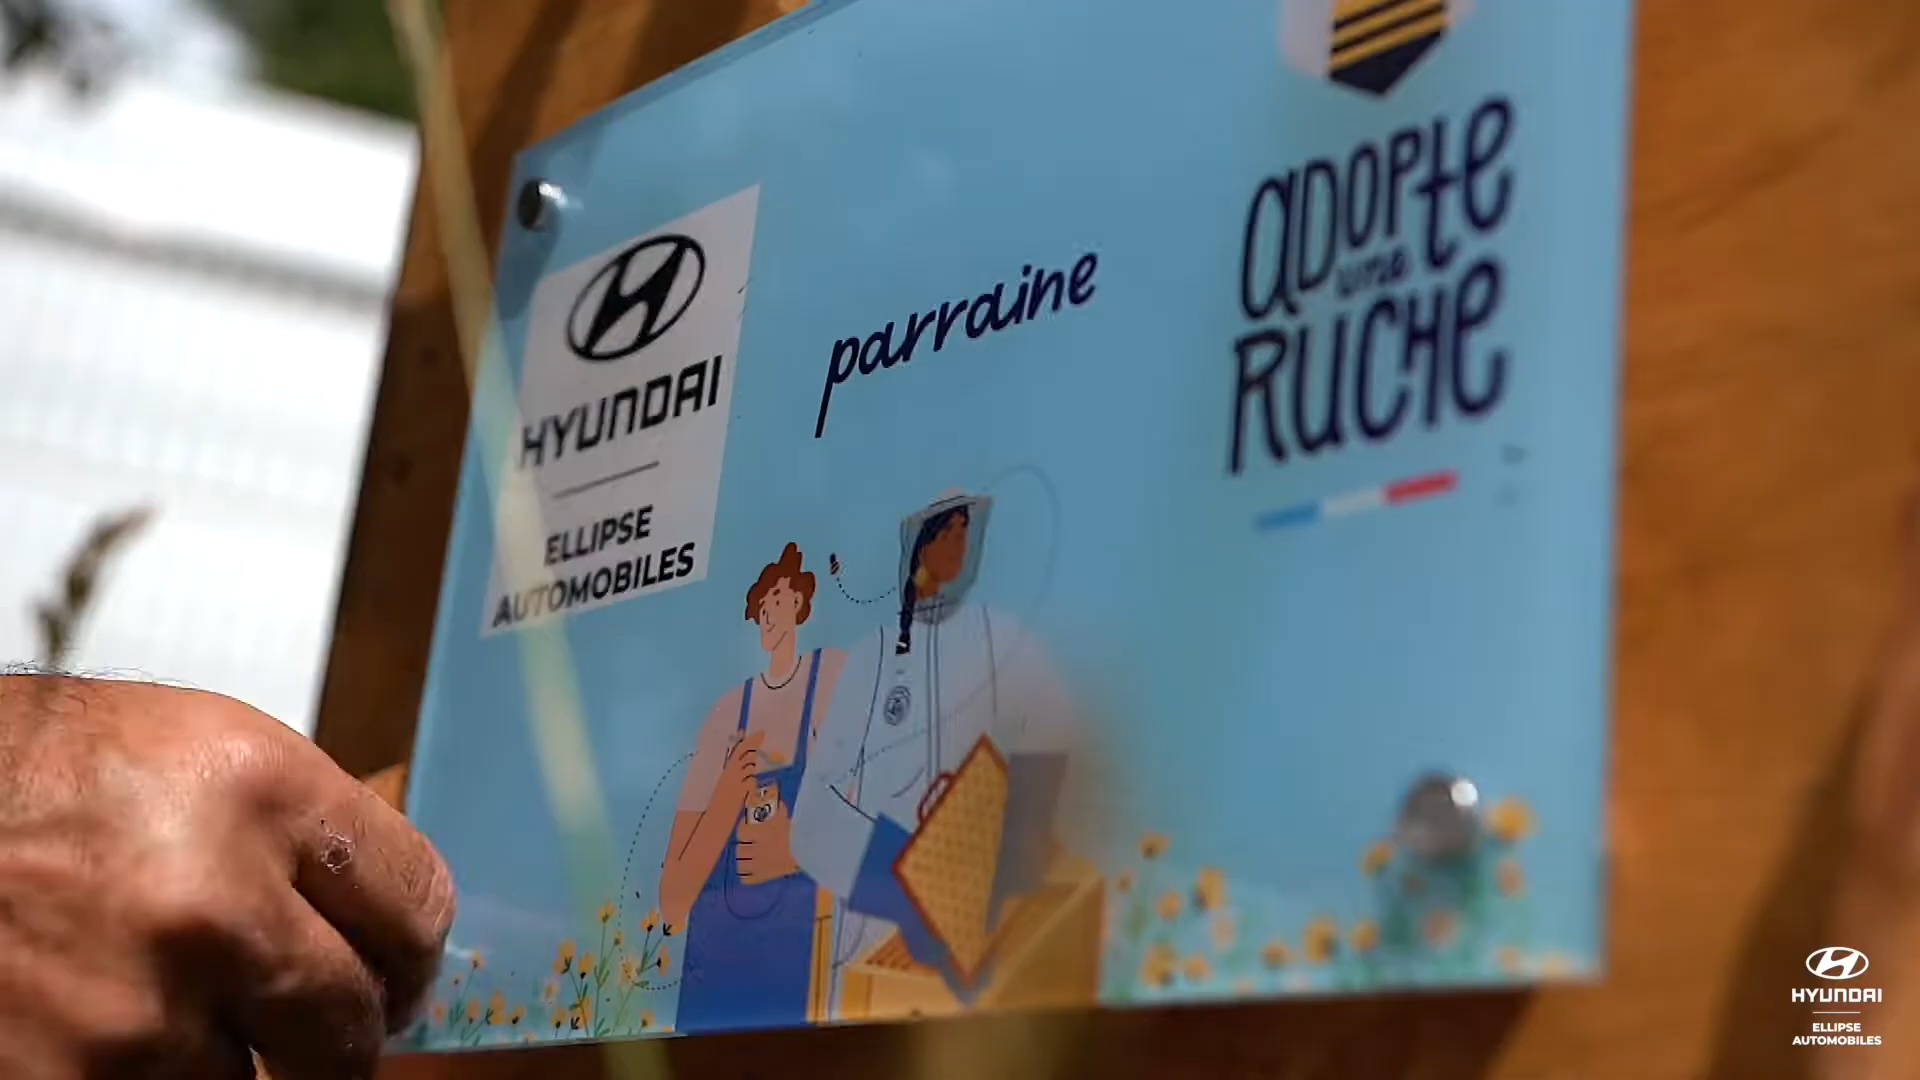 HYUNDAI
ELLIPSE
AUTOMOBILES
parraine
ADOPte
une
RUCHe
HYUNDAI
ELLIPSE
AUTOMOBILES